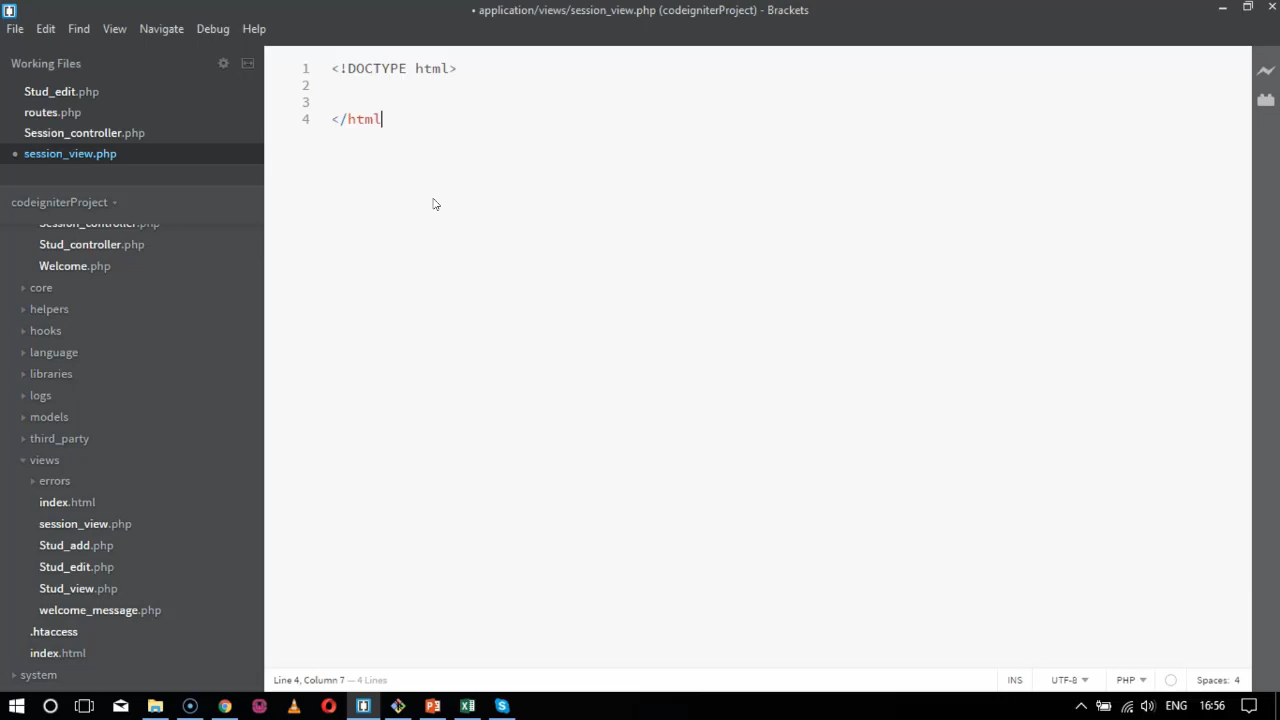 • application/views/session_view.php (codeigniterProject) - Brackets
File Edit Find View Navigate Debug Help
Working Files
Stud_edit.php
routes.php
Session_controller.php
• session_view.php
codeigniterProject
Session_controller.php
Stud_controller.php
Welcome.php
core
helpers
hooks
language
libraries
logs
models
third_party
views
errors
index.html
session_view.php
Stud_add.php
Stud_edit.php
Stud_view.php
welcome_message.php
.htaccess
index.html
system
1 <!DOCTYPE html>
2
3
4 </html
Line 4, Column 7 — 4 Lines
INS UTF-8 PHP Spaces: 4
ENG 16:56